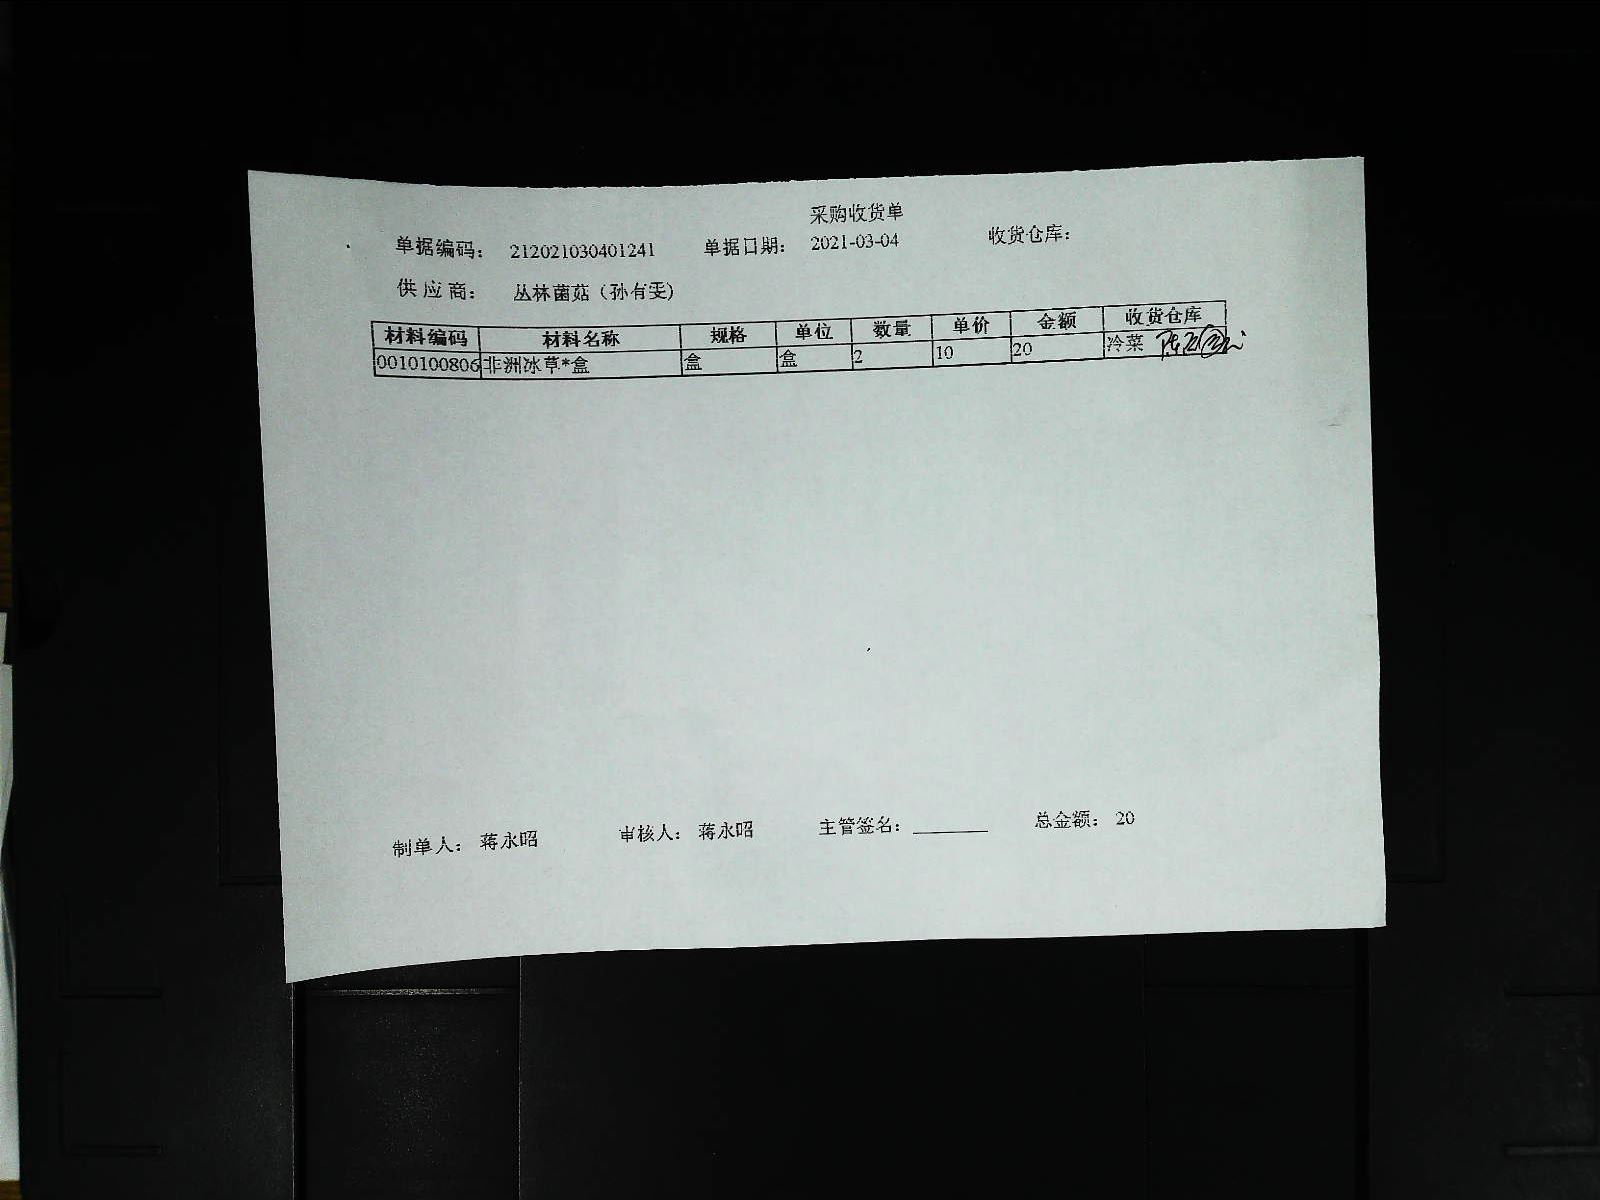 采购收货单
单据编码： 212021030401241 单据日期： 2021-03-04 收货仓库：
供应商： 丛林菌菇（孙有雯）
材料编码 材料名称 规格 单位 数量 单价 金额 收货仓库
0010100806 非洲冰草*盒 盒 盒 2 10 20 冷菜
制单人： 蒋永昭 审核人： 蒋永昭 主管签名： 总金额： 20